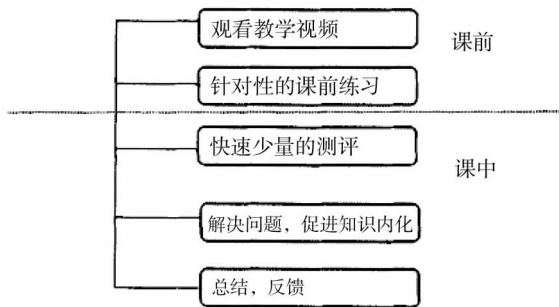 观看教学视频
课前
针对性的课前练习
快速少量的测评
课中
解决问题，促进知识内化
总结，反馈